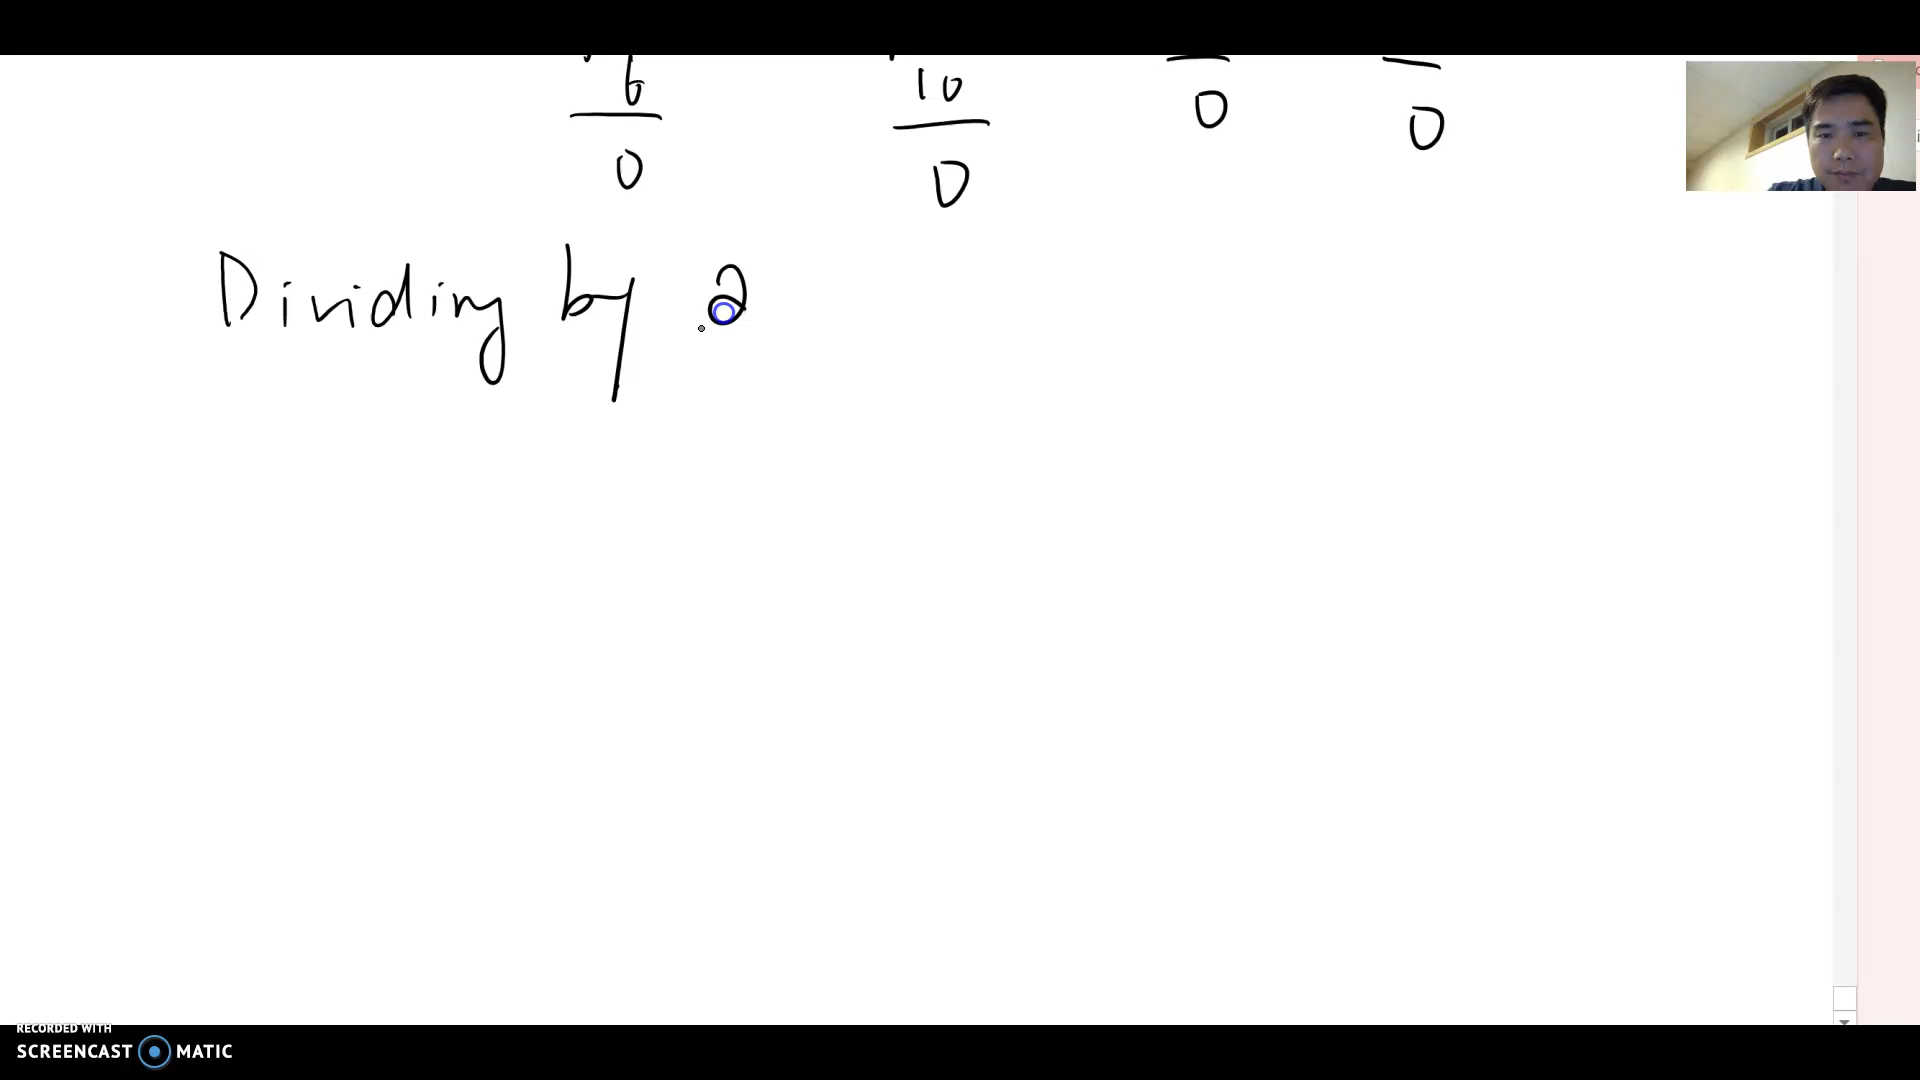 6 10
0 0
0 0
Dividing by 2
RECORDED WITH
SCREENCAST MATIC